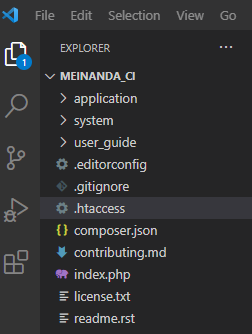 File Edit Selection View Go
EXPLORER ...
1
MEINANDA_CI
application
system
user_guide
.editorconfig
.gitignore
.htaccess
{} composer.json
contributing.md
index.php
license.txt
readme.rst